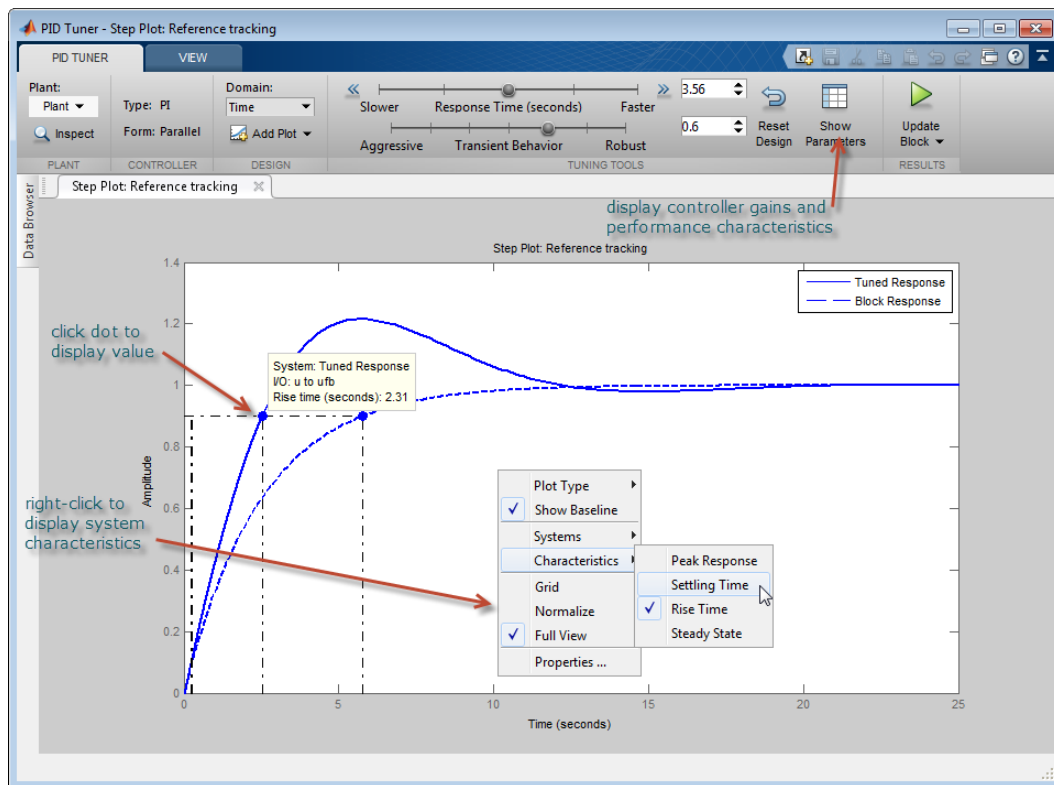 PID Tuner - Step Plot: Reference tracking
PID TUNER
VIEW
Plant:
Plant
Inspect
PLANT
Type: PI
Form: Parallel
CONTROLLER
Domain:
Time
Add Plot
DESIGN
Slower Response Time (seconds) Faster
3.56
Aggressive Transient Behavior Robust
0.6
Reset
Design
Show
Parameters
TUNING TOOLS
Update
Block
RESULTS
Data Browser
Step Plot: Reference tracking
display controller gains and
performance characteristics
Step Plot: Reference tracking
Tuned Response
Block Response
click dot to
display value
System: Tuned Response
I/O: u to ufb
Rise time (seconds): 2.31
right-click to
display system
characteristics
Amplitude
1.4
1.2
1
0.8
0.6
0.4
0.2
0
Plot Type
Show Baseline
Systems
Characteristics
Grid
Normalize
Full View
Properties ...
Peak Response
Settling Time
Rise Time
Steady State
0 5 10 15 20 25
Time (seconds)